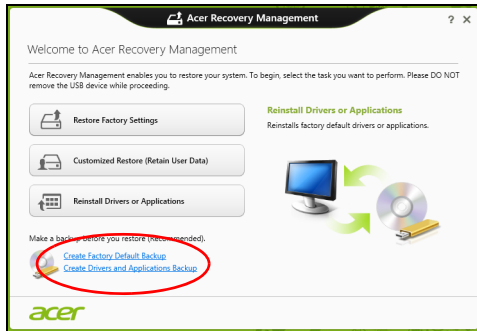 Acer Recovery Management
? ×
Welcome to Acer Recovery Management
Acer Recovery Management enables you to restore your system. To begin, select the task you want to perform. Please DO NOT
remove the USB device while proceeding.
Restore Factory Settings
Customized Restore (Retain User Data)
Reinstall Drivers or Applications
Reinstall Drivers or Applications
Reinstalls factory default drivers or applications.
Make a backup before you restore (Recommended).
Create Factory Default Backup
Create Drivers and Applications Backup
acer